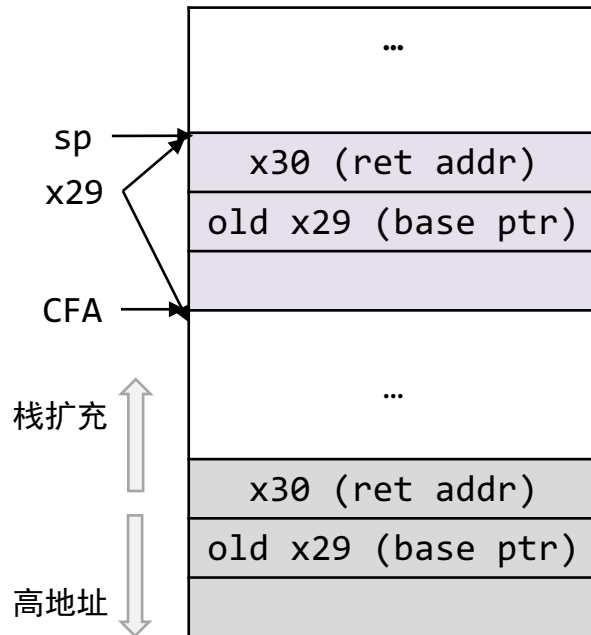 …
sp
x30 (ret addr)
x29
old x29 (base ptr)
CFA
…
栈扩充
x30 (ret addr)
old x29 (base ptr)
高地址